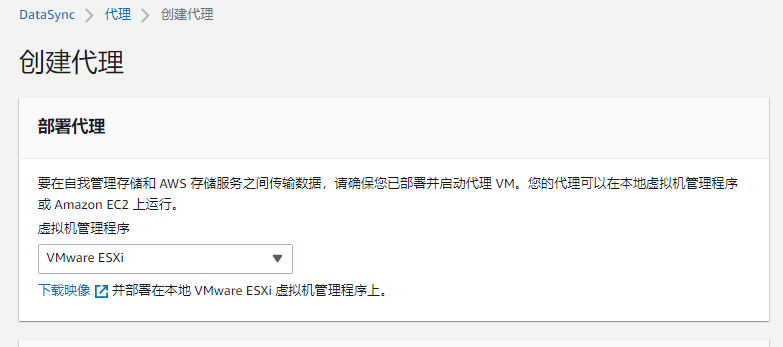 DataSync > 代理 > 创建代理
创建代理
部署代理
要在自我管理存储和 AWS 存储服务之间传输数据，请确保您已部署并启动代理 VM。您的代理可以在本地虚拟机管理程序
或 Amazon EC2 上运行。
虚拟机管理程序
VMware ESXi
下载映像 并部署在本地 VMware ESXi 虚拟机管理程序上。